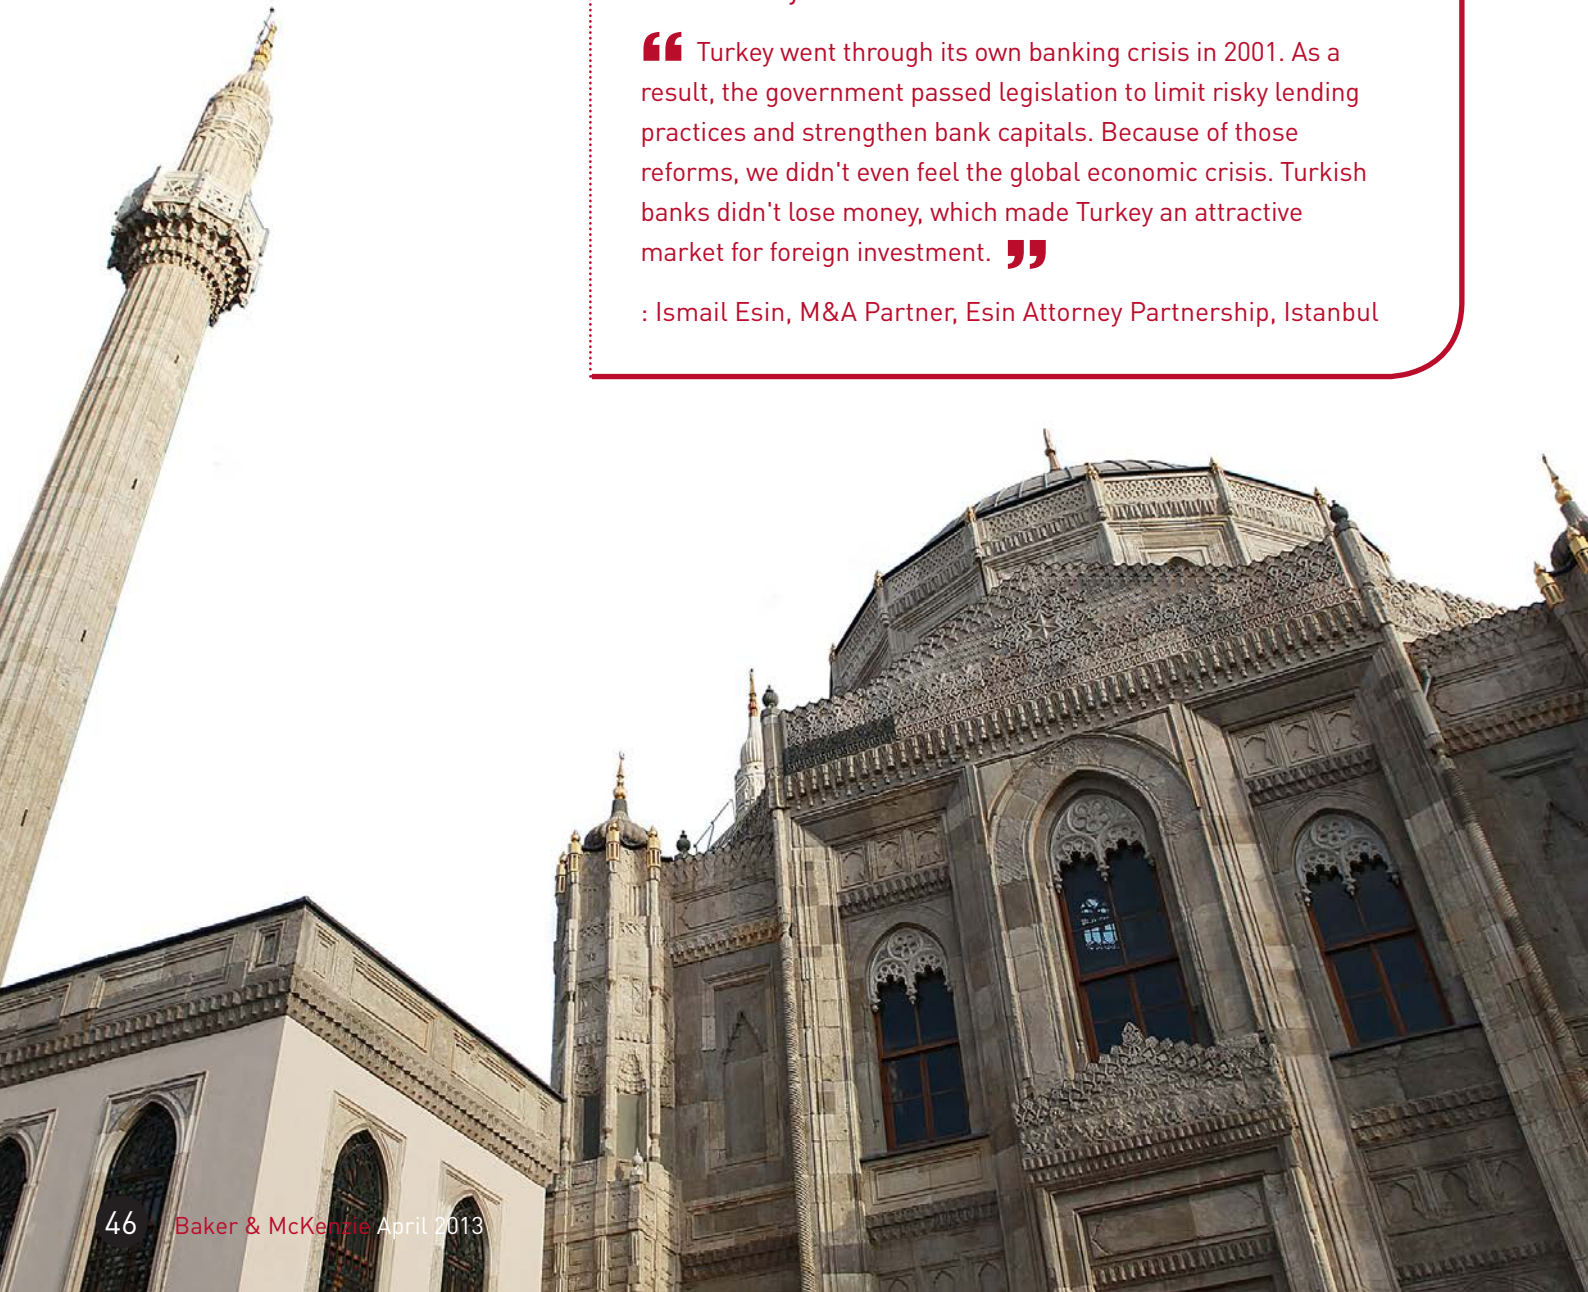 “ Turkey went through its own banking crisis in 2001. As a
result, the government passed legislation to limit risky lending
practices and strengthen bank capitals. Because of those
reforms, we didn't even feel the global economic crisis. Turkish
banks didn't lose money, which made Turkey an attractive
market for foreign investment. ”
: Ismail Esin, M&A Partner, Esin Attorney Partnership, Istanbul
46 Baker & McKenzie April 2013